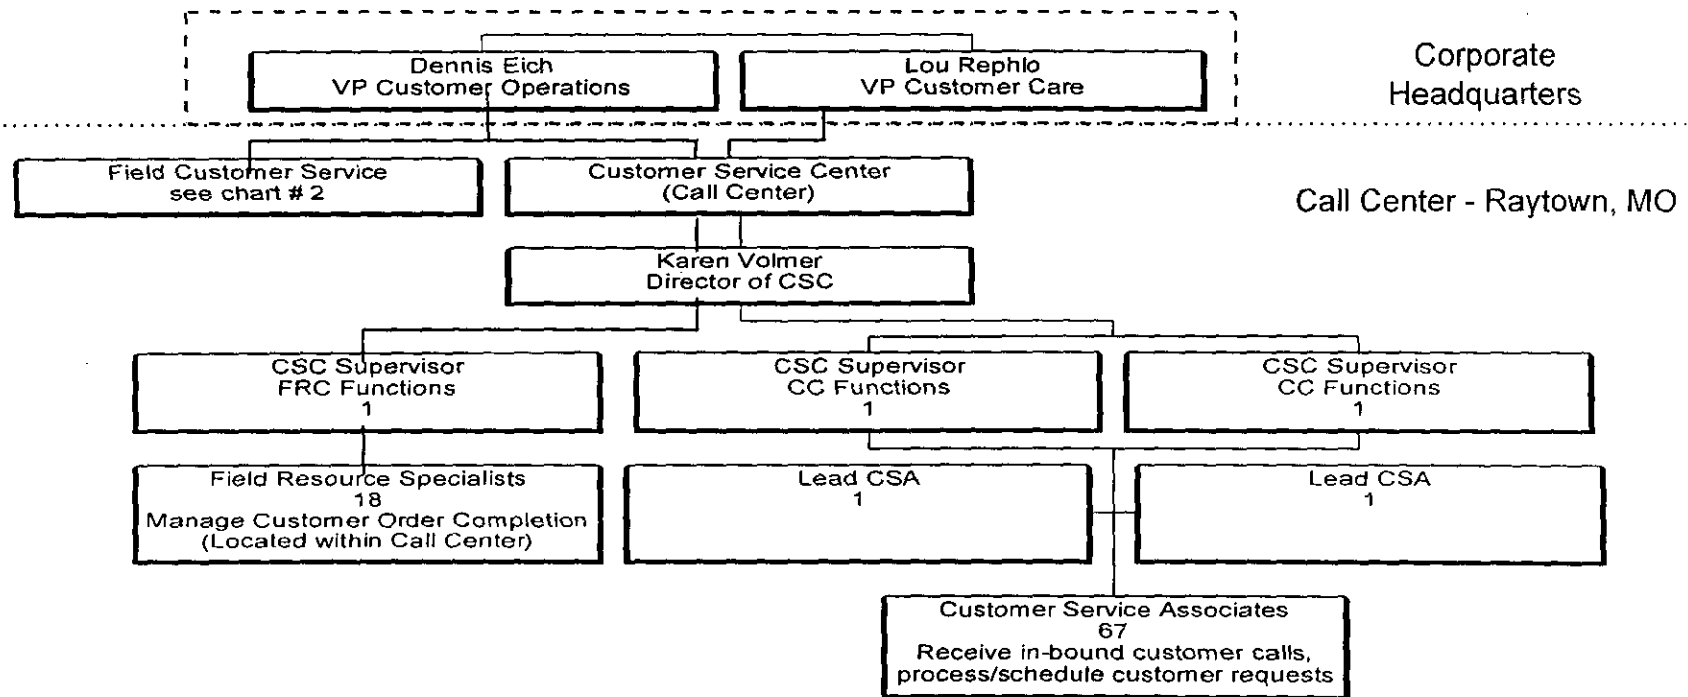 Dennis Eich
VP Customer Operations
Lou Rephlo
VP Customer Care
Corporate
Headquarters
Field Customer Service
see chart # 2
Customer Service Center
(Call Center)
Call Center - Raytown, MO
Karen Volmer
Director of CSC
CSC Supervisor
FRC Functions
1
CSC Supervisor
CC Functions
1
CSC Supervisor
CC Functions
1
Field Resource Specialists
18
Manage Customer Order Completion
(Located within Call Center)
Lead CSA
1
Lead CSA
1
Customer Service Associates
67
Receive in-bound customer calls,
process/schedule customer requests